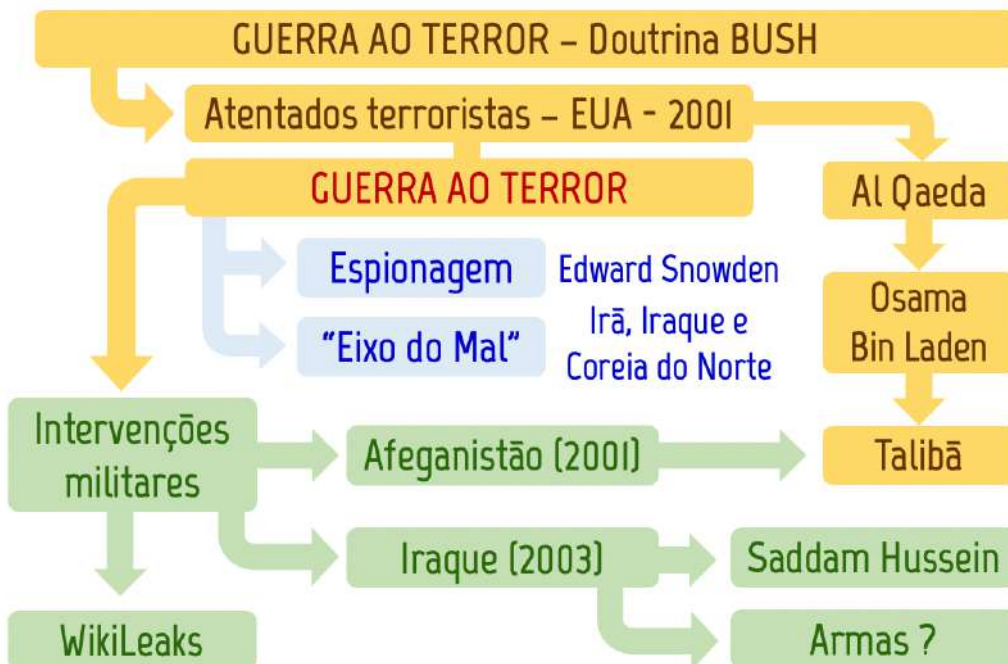 GUERRA AO TERROR – Doutrina BUSH
Atentados terroristas – EUA - 2001
GUERRA AO TERROR
Al Qaeda
Espionagem
Edward Snowden
"Eixo do Mal"
Irã, Iraque e
Coreia do Norte
Osama
Bin Laden
Intervenções
militares
Afeganistão (2001)
Talibã
Iraque (2003)
Saddam Hussein
WikiLeaks
Armas ?